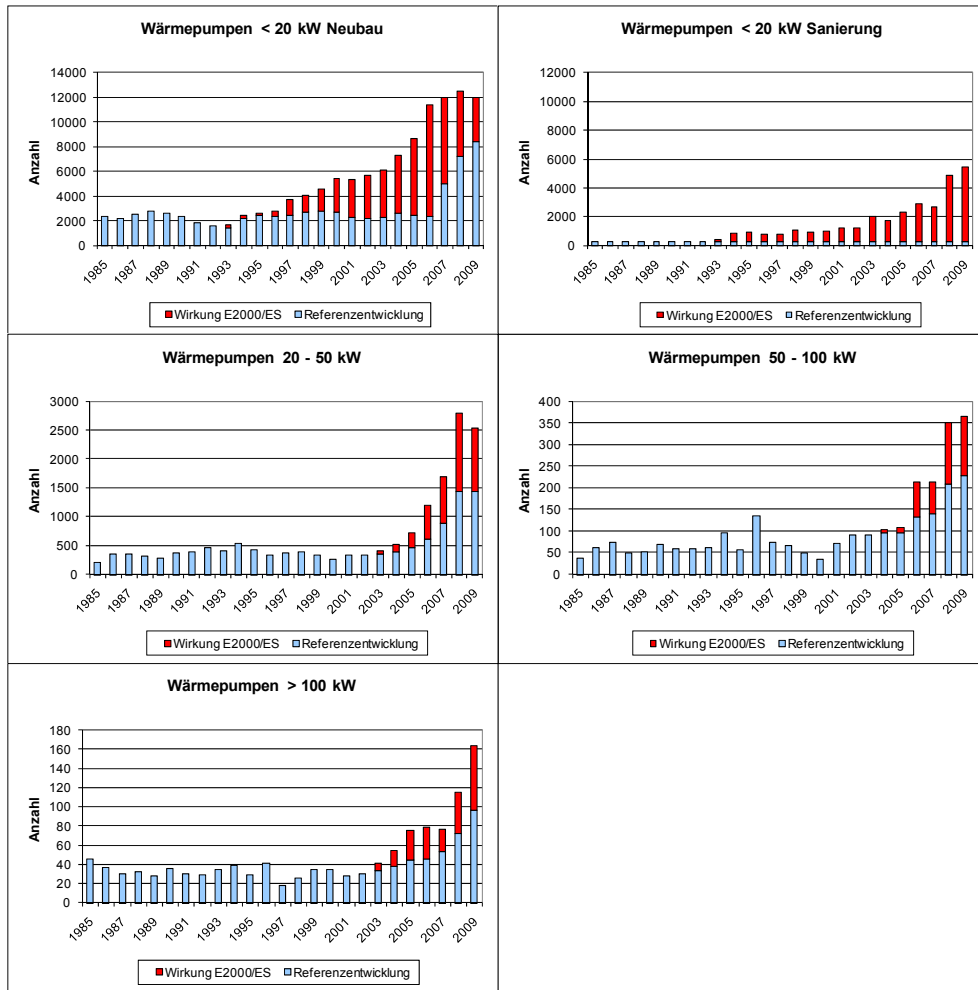 Wärmepumpen < 20 kW Neubau
Anzahl
14000
12000
10000
8000
6000
4000
2000
0
1985 1987 1989 1991 1993 1995 1997 1999 2001 2003 2005 2007 2009
Wirkung E2000/ES Referenzentwicklung
Wärmepumpen < 20 kW Sanierung
Anzahl
12000
10000
8000
6000
4000
2000
0
1985 1987 1989 1991 1993 1995 1997 1999 2001 2003 2005 2007 2009
Wirkung E2000/ES Referenzentwicklung
Wärmepumpen 20 - 50 kW
Anzahl
3000
2500
2000
1500
1000
500
0
1985 1987 1989 1991 1993 1995 1997 1999 2001 2003 2005 2007 2009
Wirkung E2000/ES Referenzentwicklung
Wärmepumpen 50 - 100 kW
Anzahl
400
350
300
250
200
150
100
50
0
1985 1987 1989 1991 1993 1995 1997 1999 2001 2003 2005 2007 2009
Wirkung E2000/ES Referenzentwicklung
Wärmepumpen > 100 kW
Anzahl
180
160
140
120
100
80
60
40
20
0
1985 1987 1989 1991 1993 1995 1997 1999 2001 2003 2005 2007 2009
Wirkung E2000/ES Referenzentwicklung